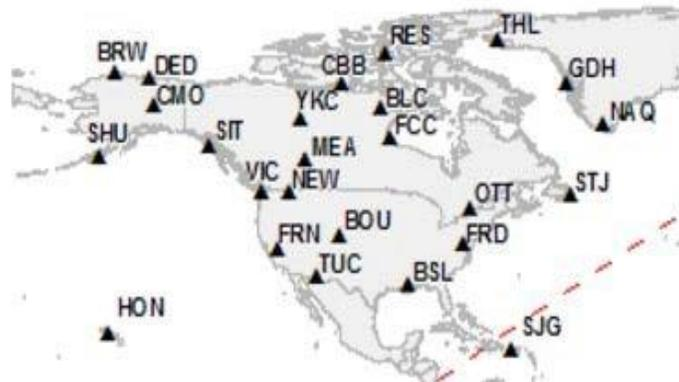 THL
RES
BRW
DED
CBB
GDH
CMO
YKC
BLC
NAQ
FCC
SHU
SIT
MEA
VIC
NEW
OTT
STJ
BOU
FRN
FRD
TUC
BSL
HON
SJG